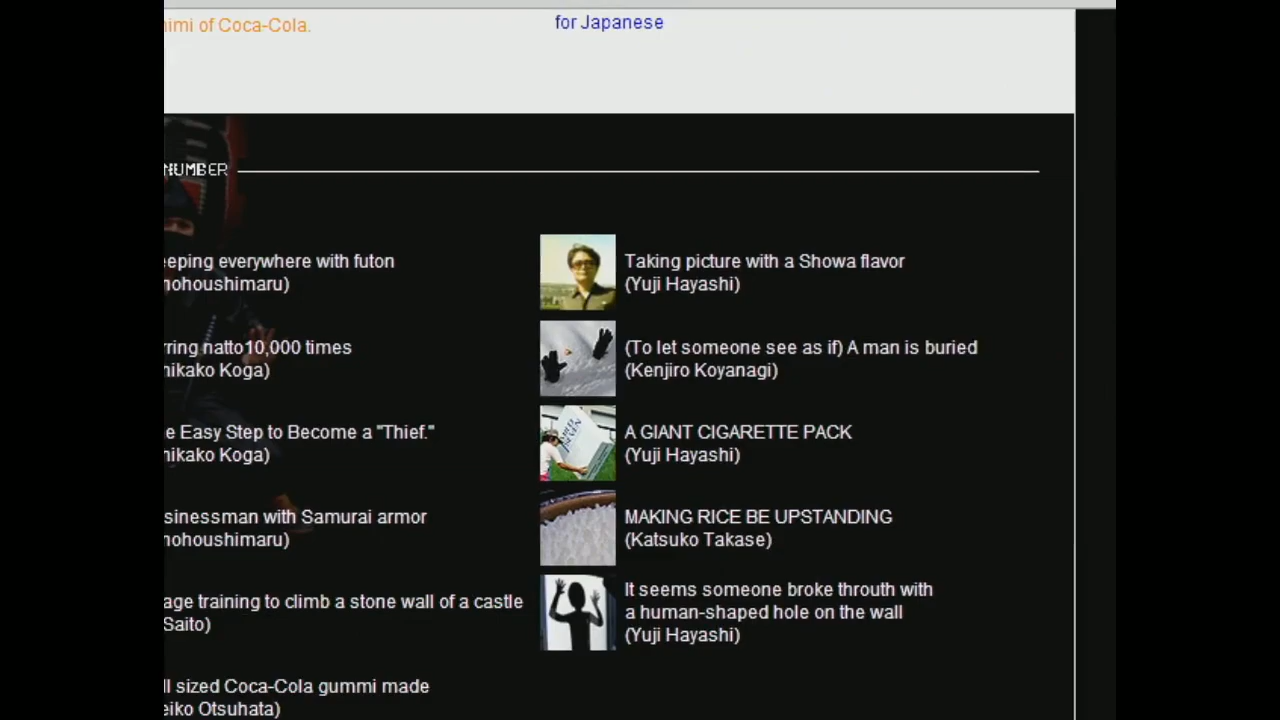 nimi of Coca-Cola.
for Japanese
NUMBER
eeping everywhere with futon
nohoushimaru)
rring natto10,000 times
nikako Koga)
e Easy Step to Become a "Thief."
nikako Koga)
sinessman with Samurai armor
nohoushimaru)
age training to climb a stone wall of a castle
Saito)
ll sized Coca-Cola gummi made
eiko Otsuhata)
Taking picture with a Showa flavor
(Yuji Hayashi)
(To let someone see as if) A man is buried
(Kenjiro Koyanagi)
A GIANT CIGARETTE PACK
(Yuji Hayashi)
MAKING RICE BE UPSTANDING
(Katsuko Takase)
It seems someone broke throuth with
a human-shaped hole on the wall
(Yuji Hayashi)